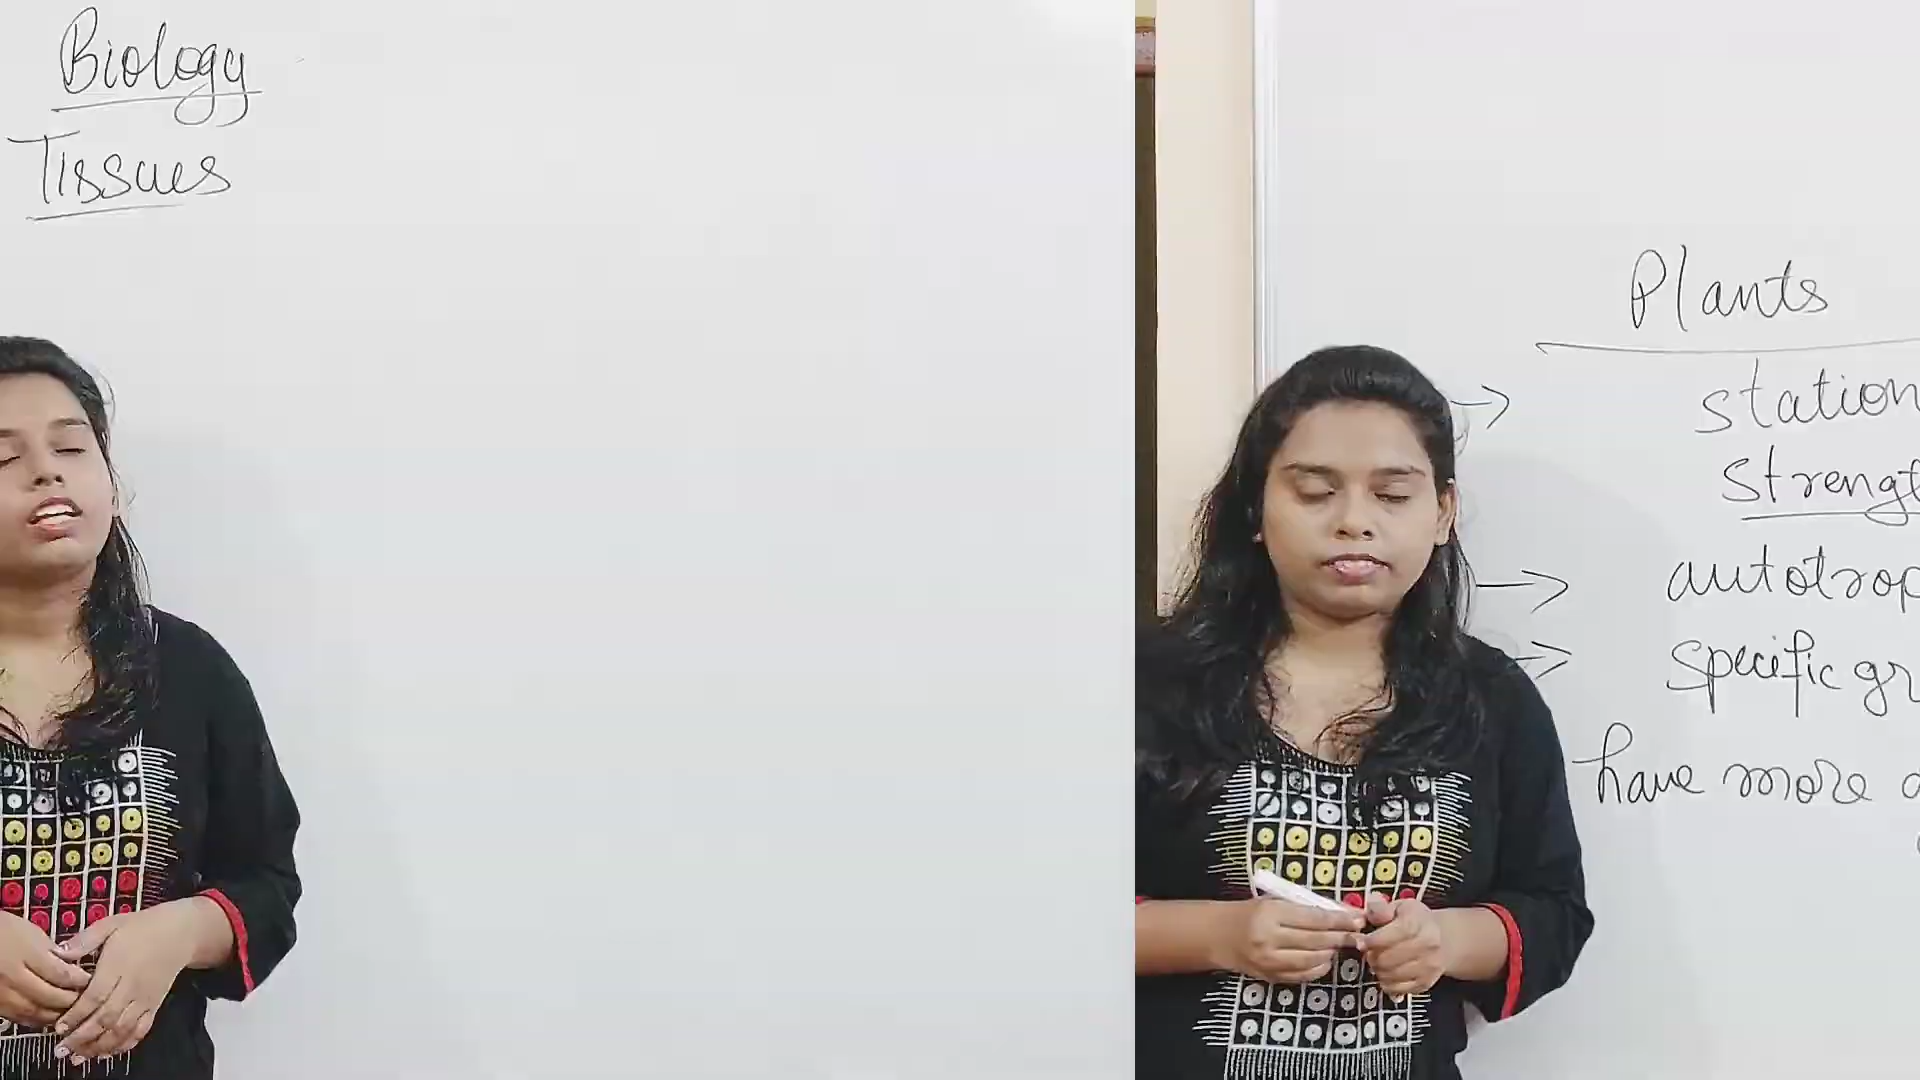 Biology
Tissues
Plants
station
strengt
autotrop
specific gr
have more